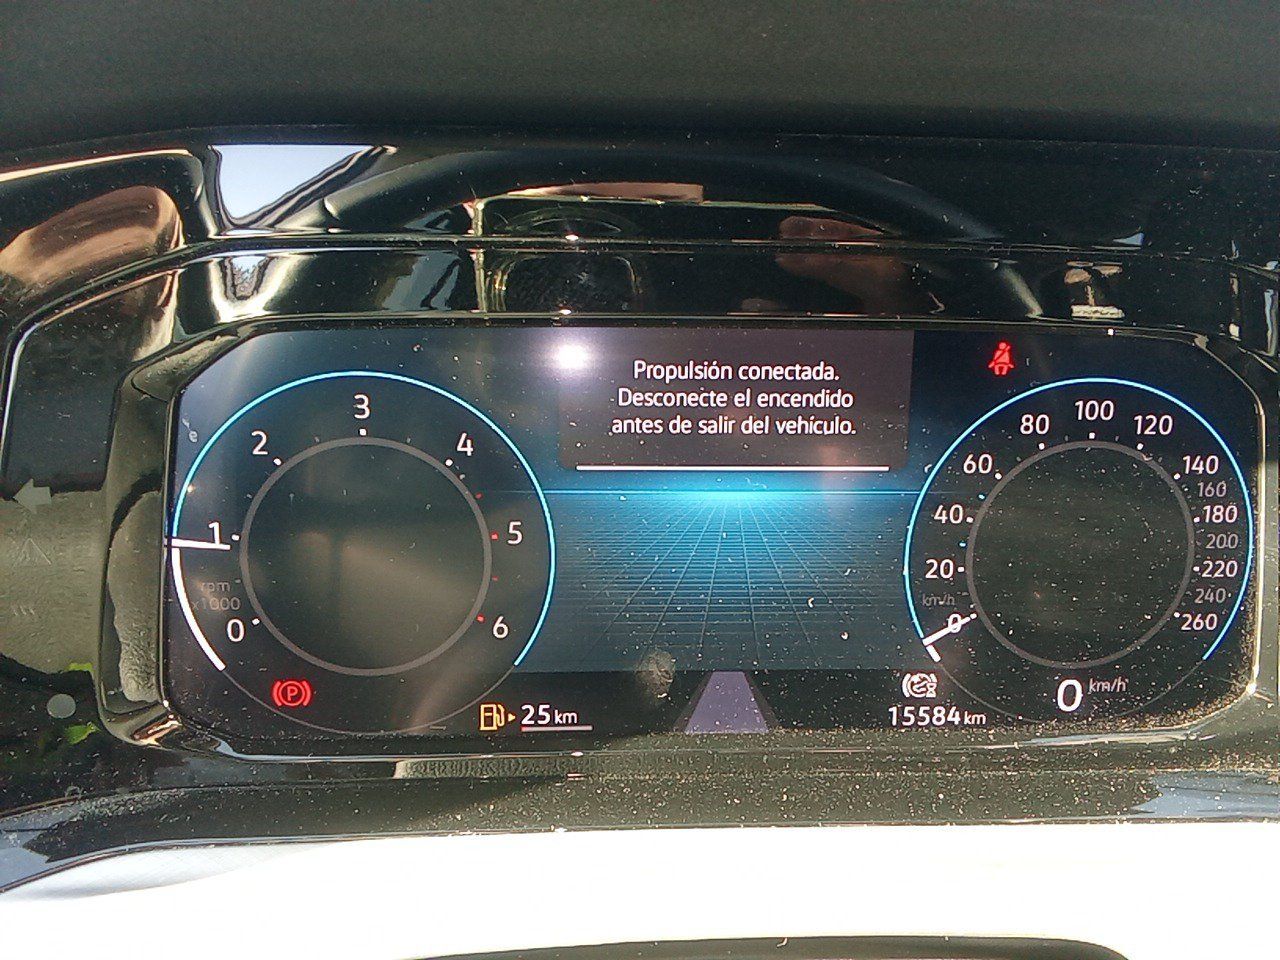 Propulsión conectada.
Desconecte el encendido
antes de salir del vehículo.
3
2
4
1
5
rpm
x1000
0
6
P
25 km
100
80
120
60
140
160
40
180
200
20
220
km/h
240
0
260
0 km/h
15584 km